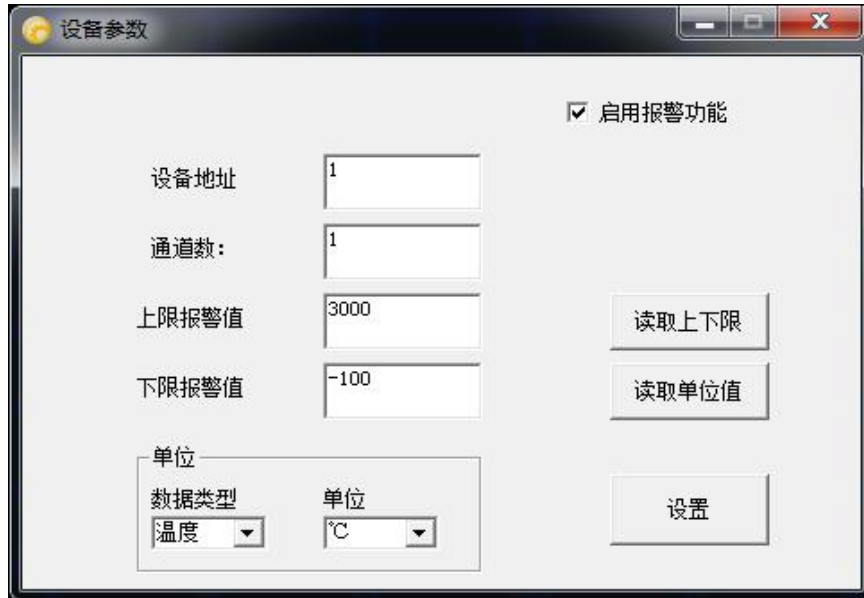 设备参数
启用报警功能
设备地址 1
通道数: 1
上限报警值 3000 读取上下限
下限报警值 -100 读取单位值
单位
数据类型 单位
温度 ℃
设置